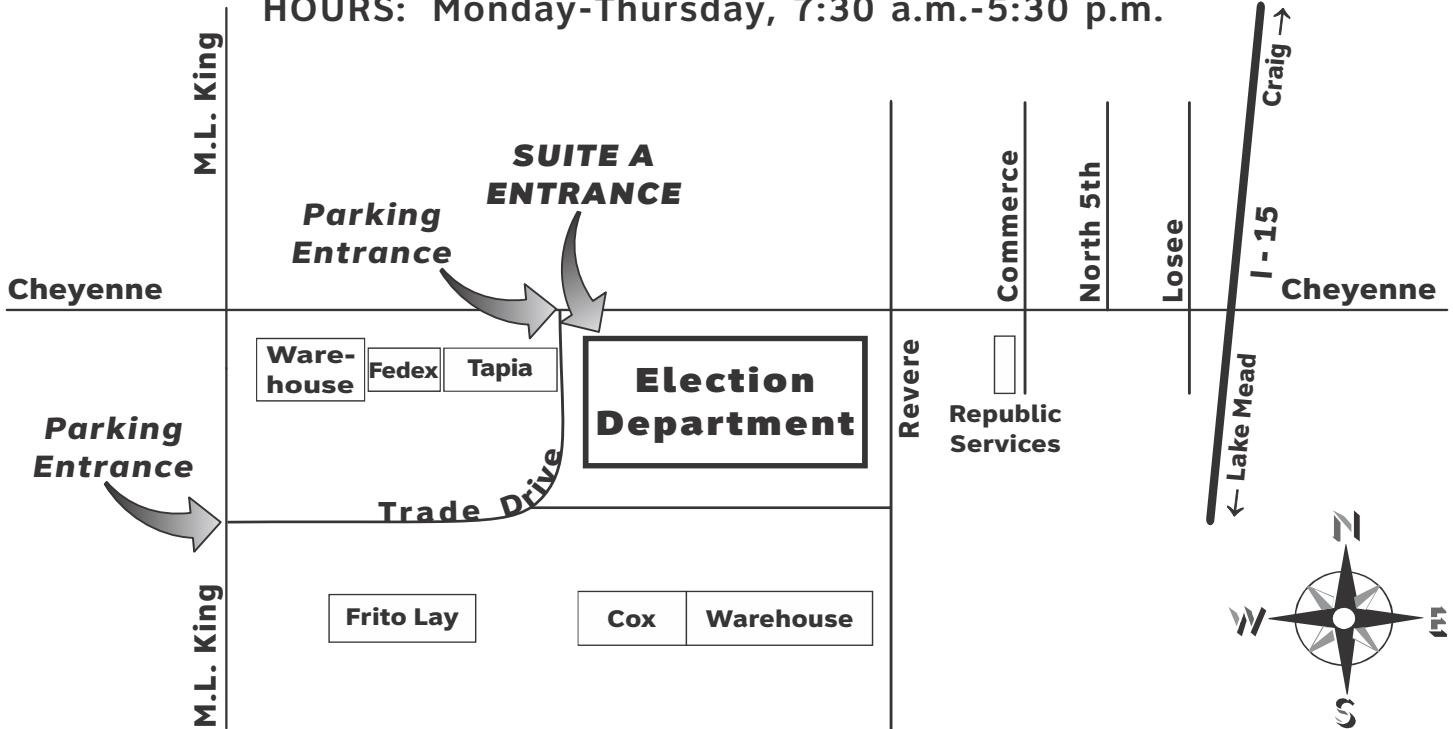 HOURS: Monday-Thursday, 7:30 a.m.-5:30 p.m.
M.L. King
Craig →
SUITE A
ENTRANCE
Parking
Entrance
Commerce
North 5th
Losee
I - 15
Cheyenne
Cheyenne
Ware-
house
Fedex
Tapia
Election
Department
Revere
Republic
Services
← Lake Mead
Parking
Entrance
Trade Drive
M.L. King
Frito Lay
Cox
Warehouse
N
W
E
S